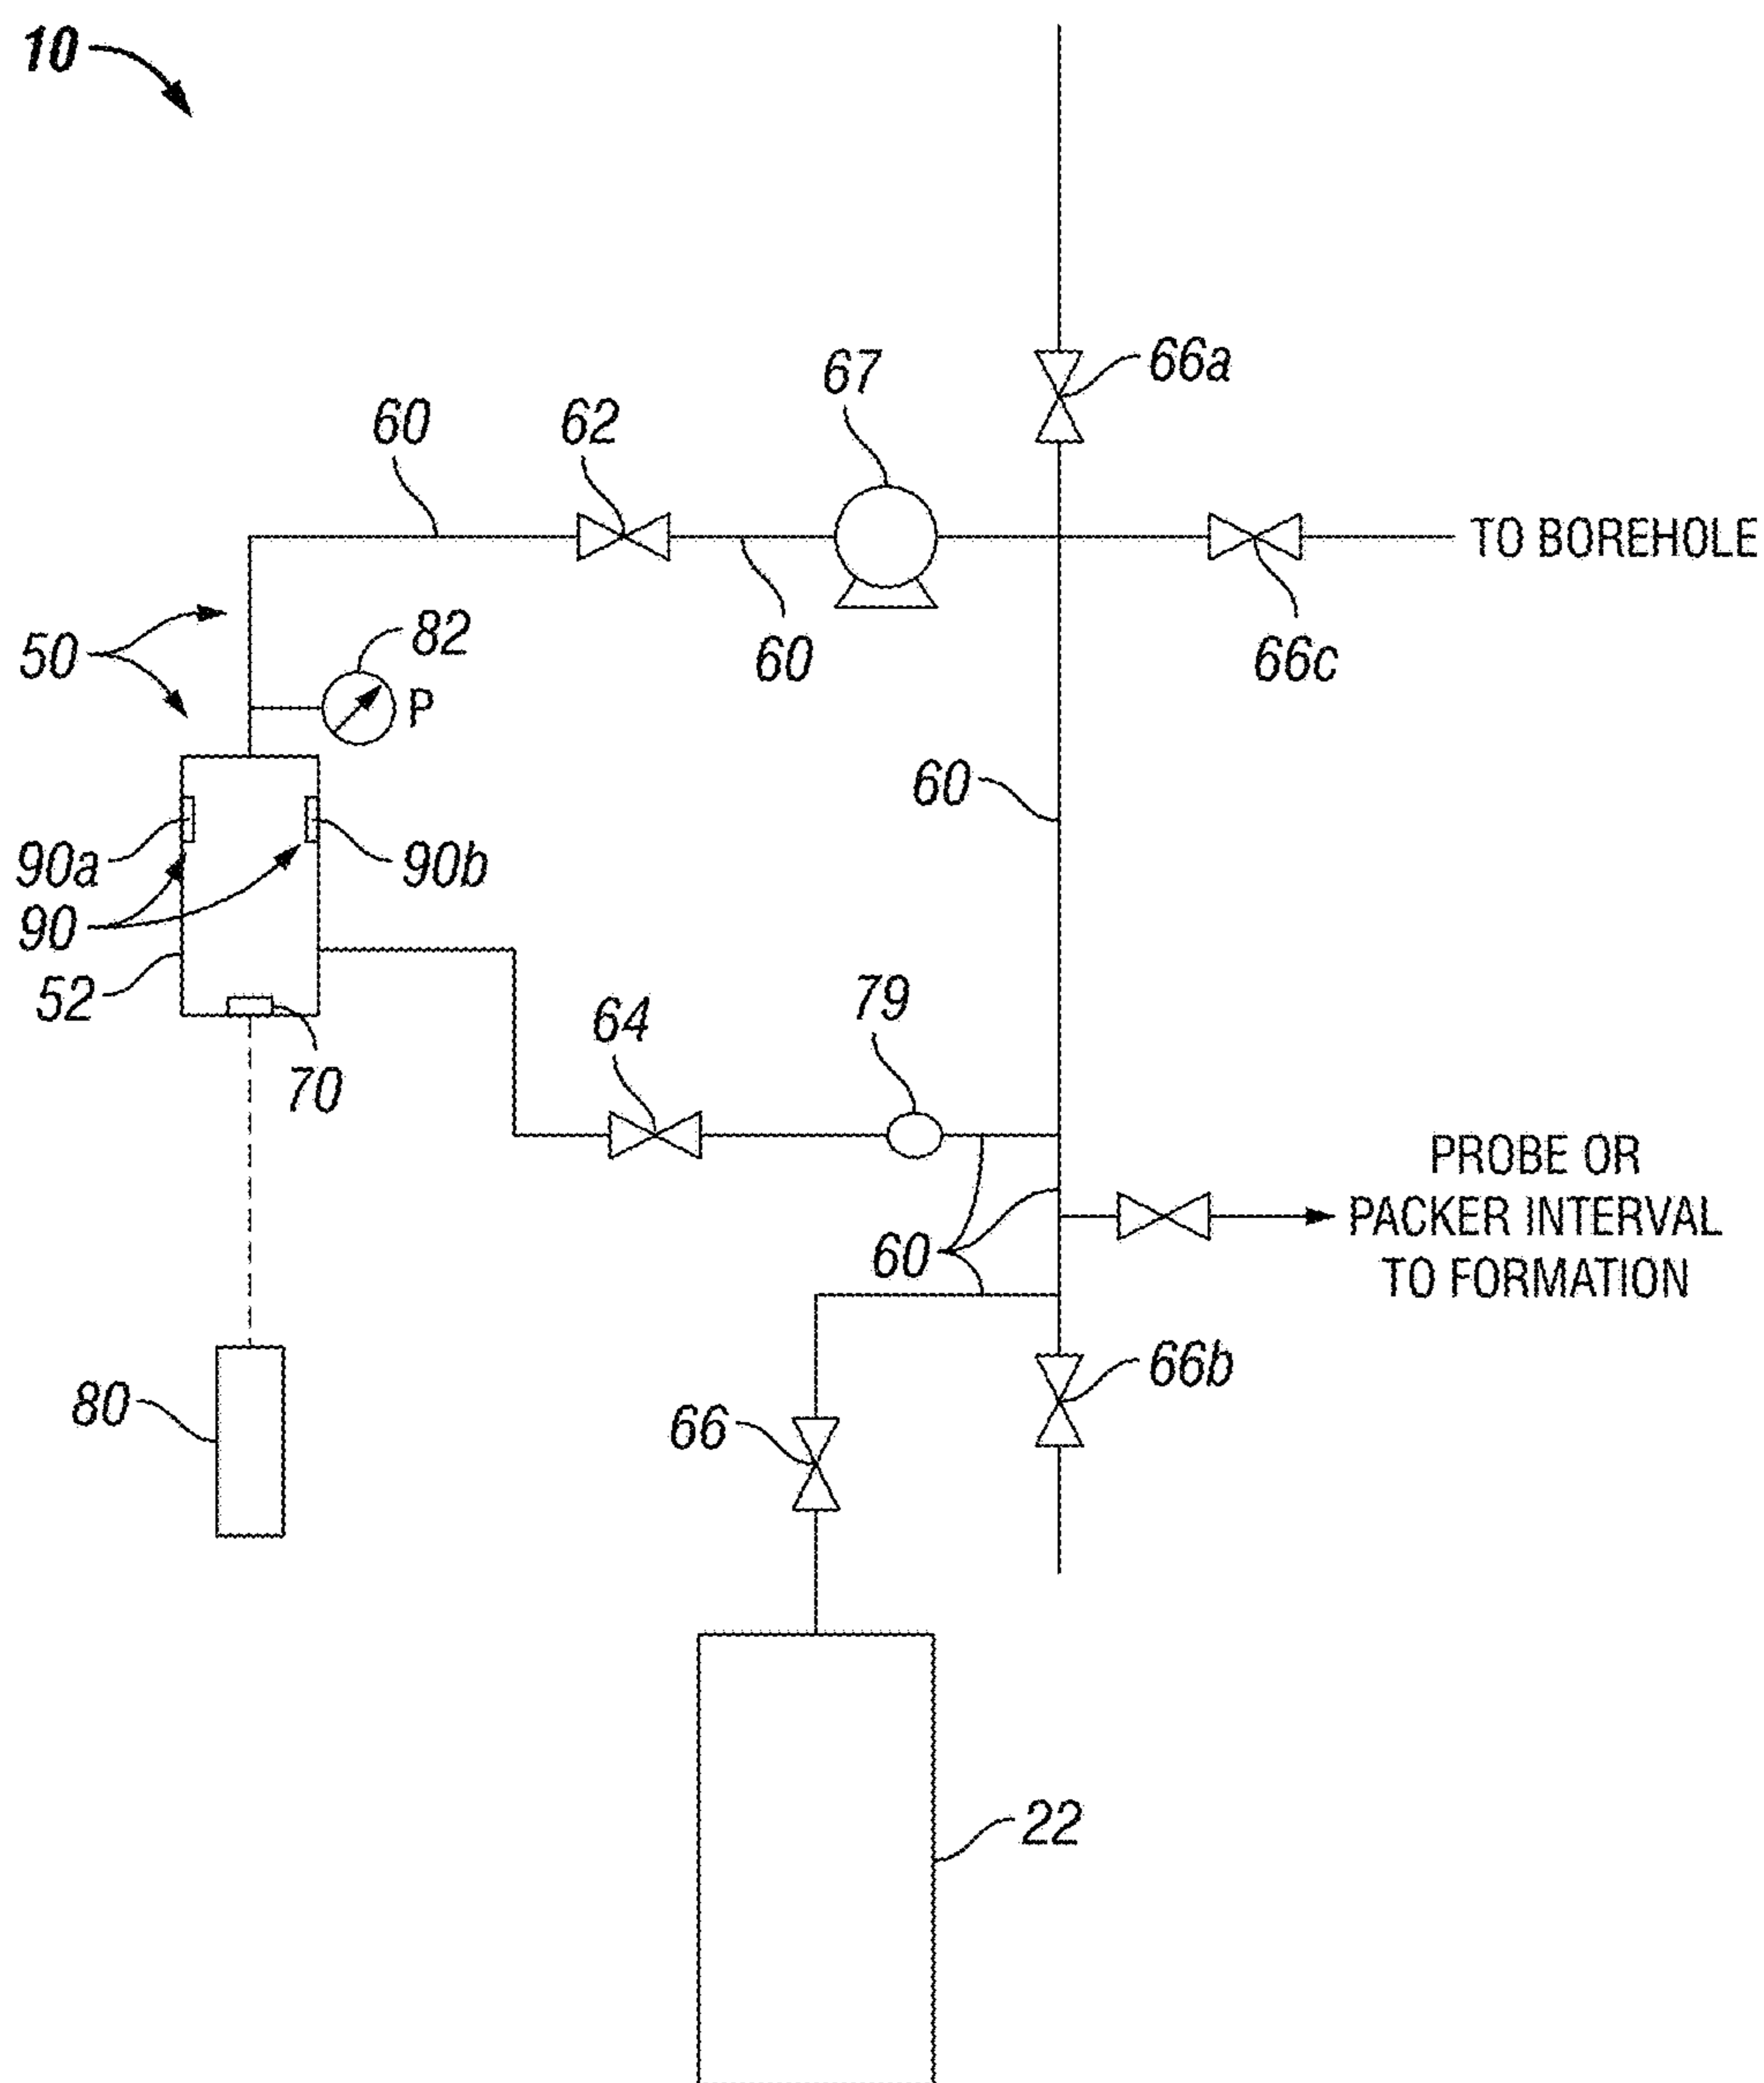 10
66a
67
60
62
TO BOREHOLE
60
66c
50
82
P
60
90a
90b
90
52
64
79
70
PROBE OR
PACKER INTERVAL
TO FORMATION
60
66b
80
66
22